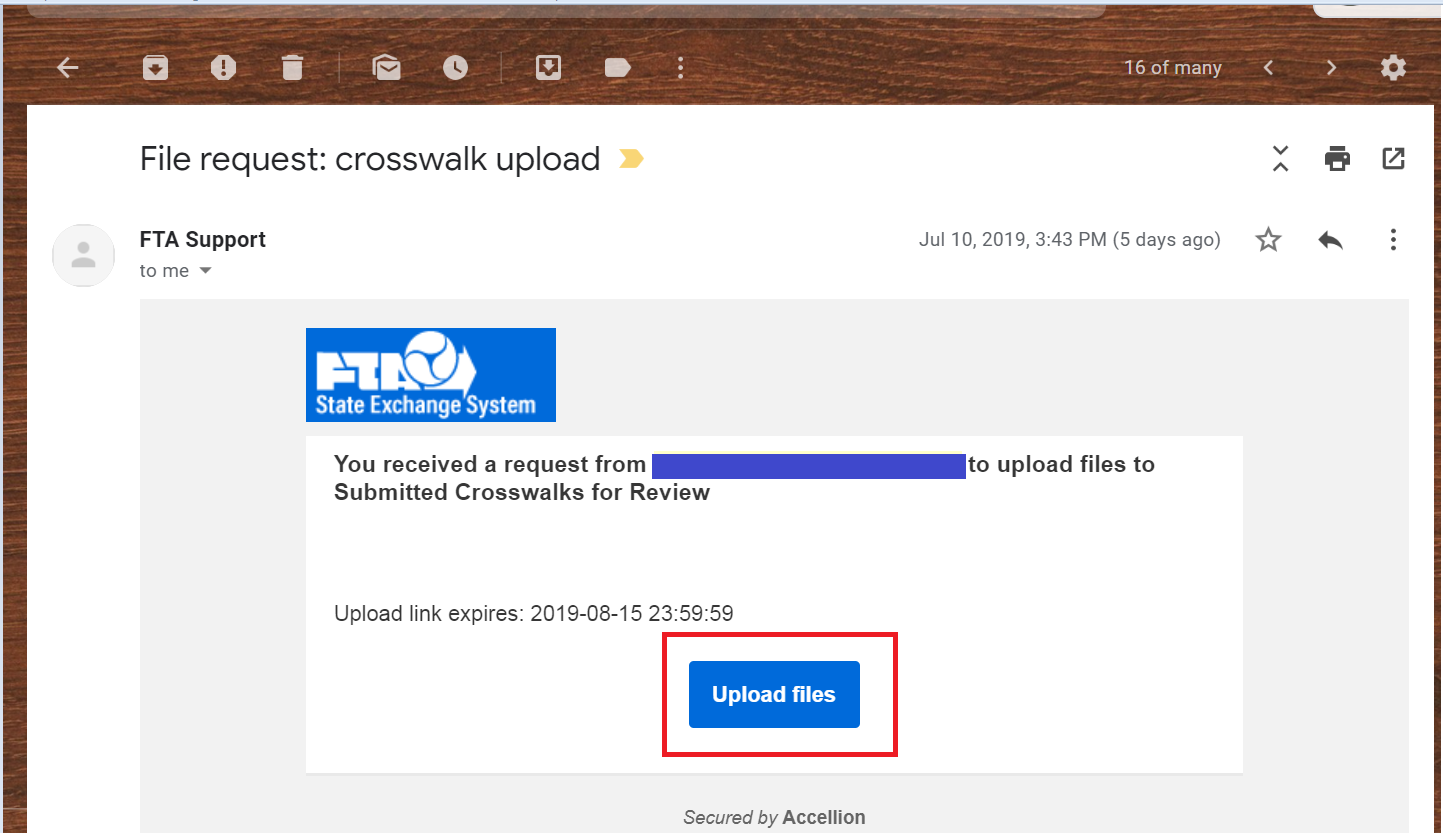 16 of many
File request: crosswalk upload
FTA Support
Jul 10, 2019, 3:43 PM (5 days ago)
to me
FTA
State Exchange System
You received a request from to upload files to
Submitted Crosswalks for Review
Upload link expires: 2019-08-15 23:59:59
Upload files
Secured by Accellion